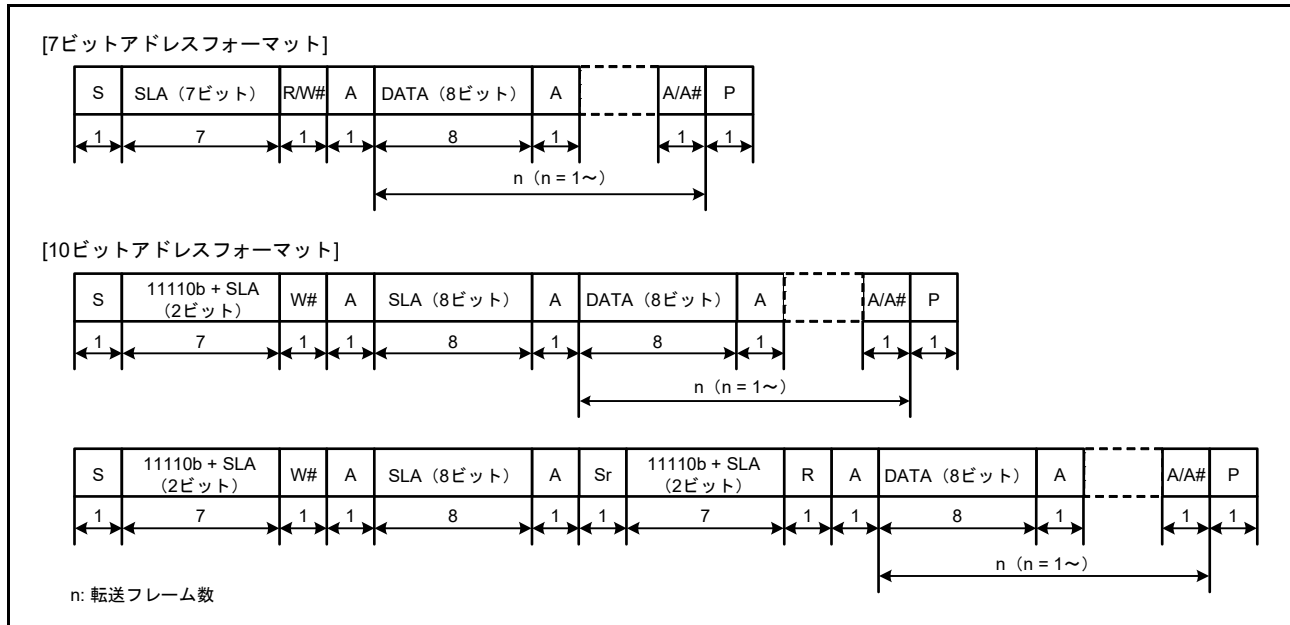 [7ビットアドレスフォーマット]
S SLA（7ビット） R/W# A DATA（8ビット） A A/A# P
1 7 1 1 8 1 1 1
n（n = 1～）
[10ビットアドレスフォーマット]
S 11110b + SLA（2ビット） W# A SLA（8ビット） A DATA（8ビット） A A/A# P
1 7 1 1 8 1 8 1 1 1
n（n = 1～）
S 11110b + SLA（2ビット） W# A SLA（8ビット） A Sr 11110b + SLA（2ビット） R A DATA（8ビット） A A/A# P
1 7 1 1 8 1 1 7 1 1 8 1 1 1
n（n = 1～）
n: 転送フレーム数